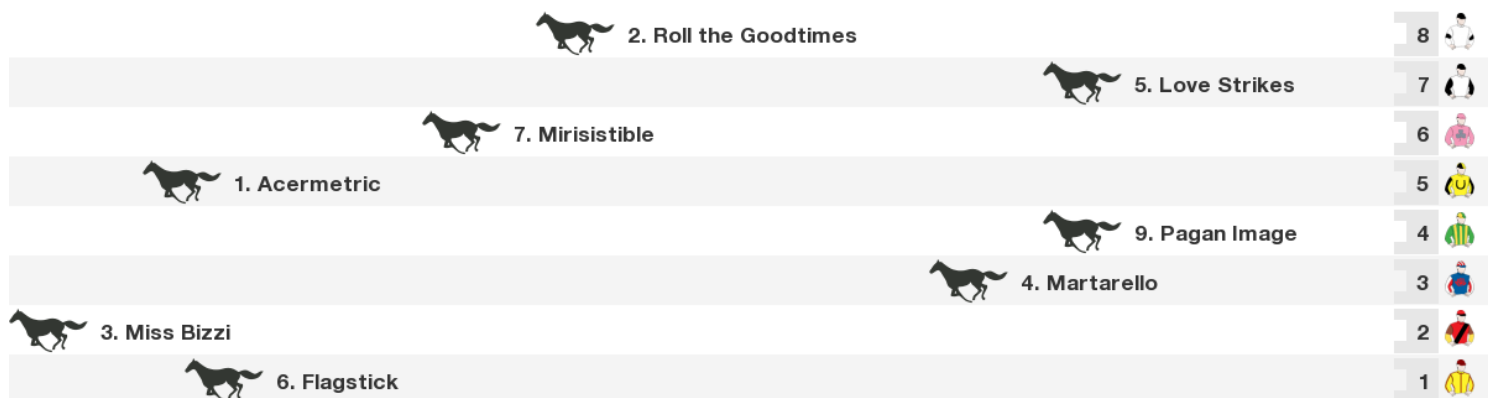 2. Roll the Goodtimes 8
5. Love Strikes 7
7. Mirisistible 6
1. Acermetric 5
9. Pagan Image 4
4. Martarello 3
3. Miss Bizzi 2
6. Flagstick 1